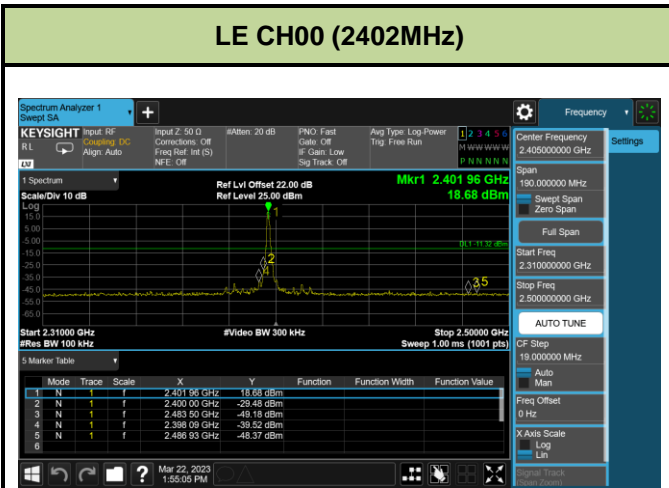 LE CH00 (2402MHz)
Spectrum Analyzer 1
Swept SA
+
Frequency
KEYSIGHT
RL
LXI
Input: RF
Coupling: DC
Align: Auto
Input Z: 50 Ω
Corrections: Off
Freq Ref: Int (S)
NFE: Off
#Atten: 20 dB
PNO: Fast
Gate: Off
IF Gain: Low
Sig Track: Off
Avg Type: Log-Power
Trig: Free Run
1 2 3 4 5 6
M W W W W W
P N N N N N
1 Spectrum
Scale/Div 10 dB
Log
Ref Lvl Offset 22.00 dB
Ref Level 25.00 dBm
Mkr1 2.401 96 GHz
18.68 dBm
15.0
5.00
-5.00
-15.0
-25.0
-35.0
-45.0
-55.0
-65.0
1
2
4
3 5
DL1 -11.32 dBm
Start 2.31000 GHz
#Res BW 100 kHz
#Video BW 300 kHz
Stop 2.50000 GHz
Sweep 1.00 ms (1001 pts)
5 Marker Table
Mode Trace Scale X Y Function Function Width Function Value
1 N 1 f 2.401 96 GHz 18.68 dBm
2 N 1 f 2.400 00 GHz -29.48 dBm
3 N 1 f 2.483 50 GHz -49.18 dBm
4 N 1 f 2.398 09 GHz -39.52 dBm
5 N 1 f 2.486 93 GHz -48.37 dBm
6
Mar 22, 2023
1:55:05 PM
?
Center Frequency
2.405000000 GHz
Settings
Span
190.000000 MHz
Swept Span
Zero Span
Full Span
Start Freq
2.310000000 GHz
Stop Freq
2.500000000 GHz
AUTO TUNE
CF Step
19.000000 MHz
Auto
Man
Freq Offset
0 Hz
X Axis Scale
Log
Lin
Signal Track
(Span Zoom)